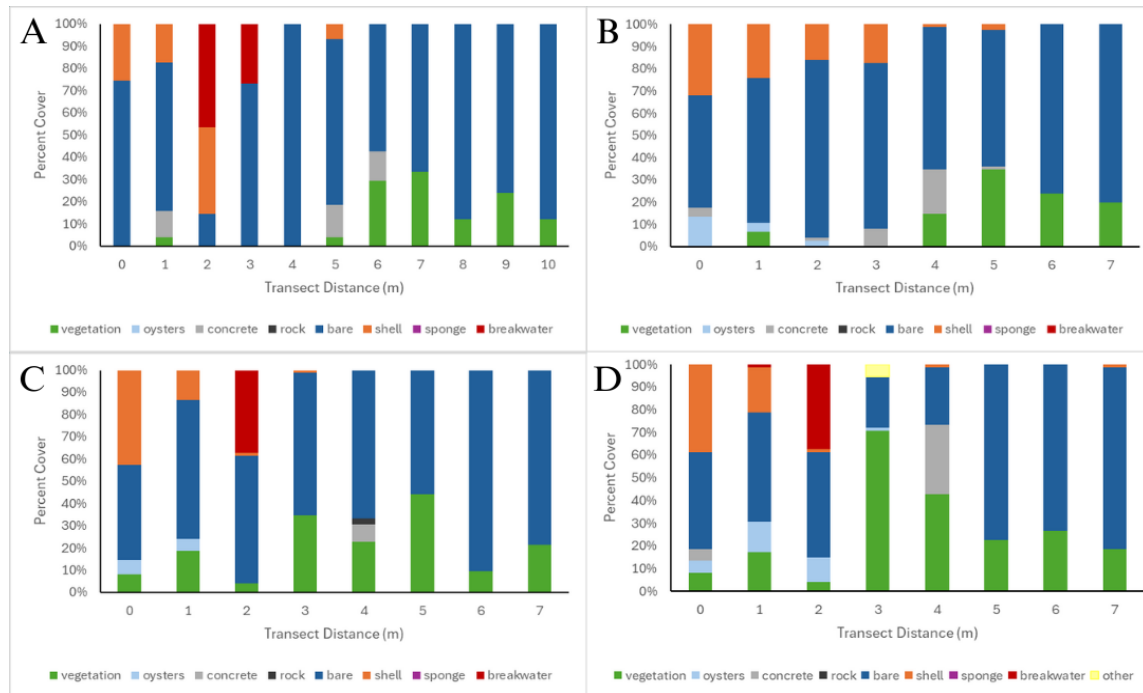 A
100%
90%
80%
70%
60%
50%
40%
30%
20%
10%
0%
Percent Cover
0 1 2 3 4 5 6 7 8 9 10
Transect Distance (m)
vegetation oysters concrete rock bare shell sponge breakwater
B
100%
90%
80%
70%
60%
50%
40%
30%
20%
10%
0%
Percent Cover
0 1 2 3 4 5 6 7
Transect Distance (m)
vegetation oysters concrete rock bare shell sponge breakwater
C
100%
90%
80%
70%
60%
50%
40%
30%
20%
10%
0%
Percent Cover
0 1 2 3 4 5 6 7
Transect Distance (m)
vegetation oysters concrete rock bare shell sponge breakwater
D
100%
90%
80%
70%
60%
50%
40%
30%
20%
10%
0%
Percent Cover
0 1 2 3 4 5 6 7
Transect Distance (m)
vegetation oysters concrete rock bare shell sponge breakwater other